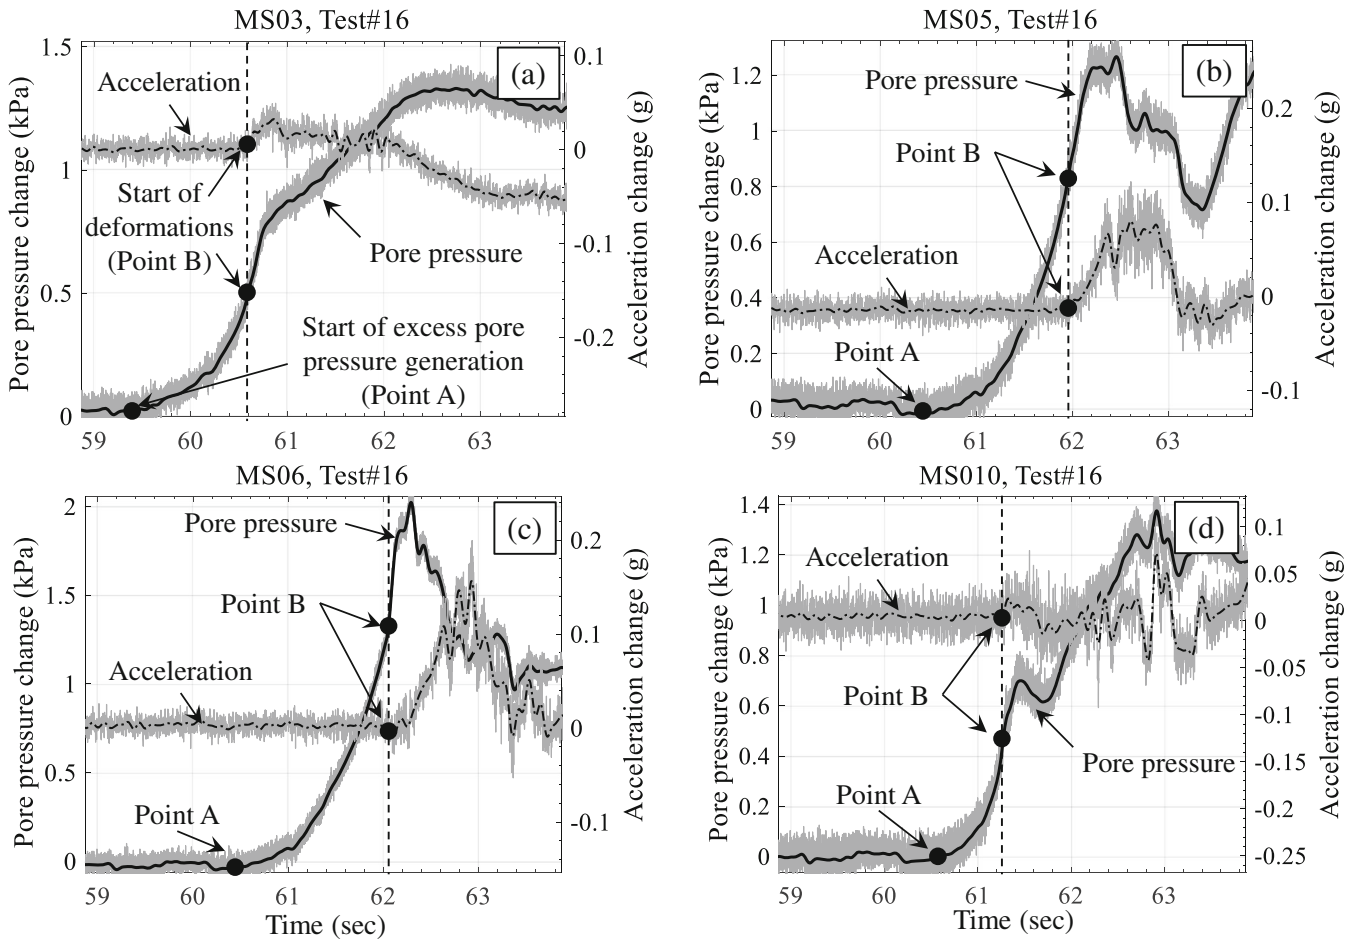 MS03, Test#16
Pore pressure change (kPa)
1.5
1
0.5
0
59
60
61
62
63
0.1
0
-0.1
-0.2
Acceleration change (g)
(a)
Acceleration
Start of
deformations
(Point B)
Pore pressure
Start of excess pore
pressure generation
(Point A)
MS05, Test#16
Pore pressure change (kPa)
1.2
1
0.8
0.6
0.4
0.2
0
59
60
61
62
63
0.2
0.1
0
-0.1
Acceleration change (g)
(b)
Pore pressure
Point B
Acceleration
Point A
MS06, Test#16
Pore pressure change (kPa)
2
1.5
1
0.5
0
59
60
61
62
63
Time (sec)
0.2
0.1
0
-0.1
Acceleration change (g)
(c)
Pore pressure
Point B
Acceleration
Point A
MS010, Test#16
Pore pressure change (kPa)
1.4
1.2
1
0.8
0.6
0.4
0.2
0
59
60
61
62
63
Time (sec)
0.1
0.05
0
-0.05
-0.1
-0.15
-0.2
-0.25
Acceleration change (g)
(d)
Acceleration
Point B
Pore pressure
Point A